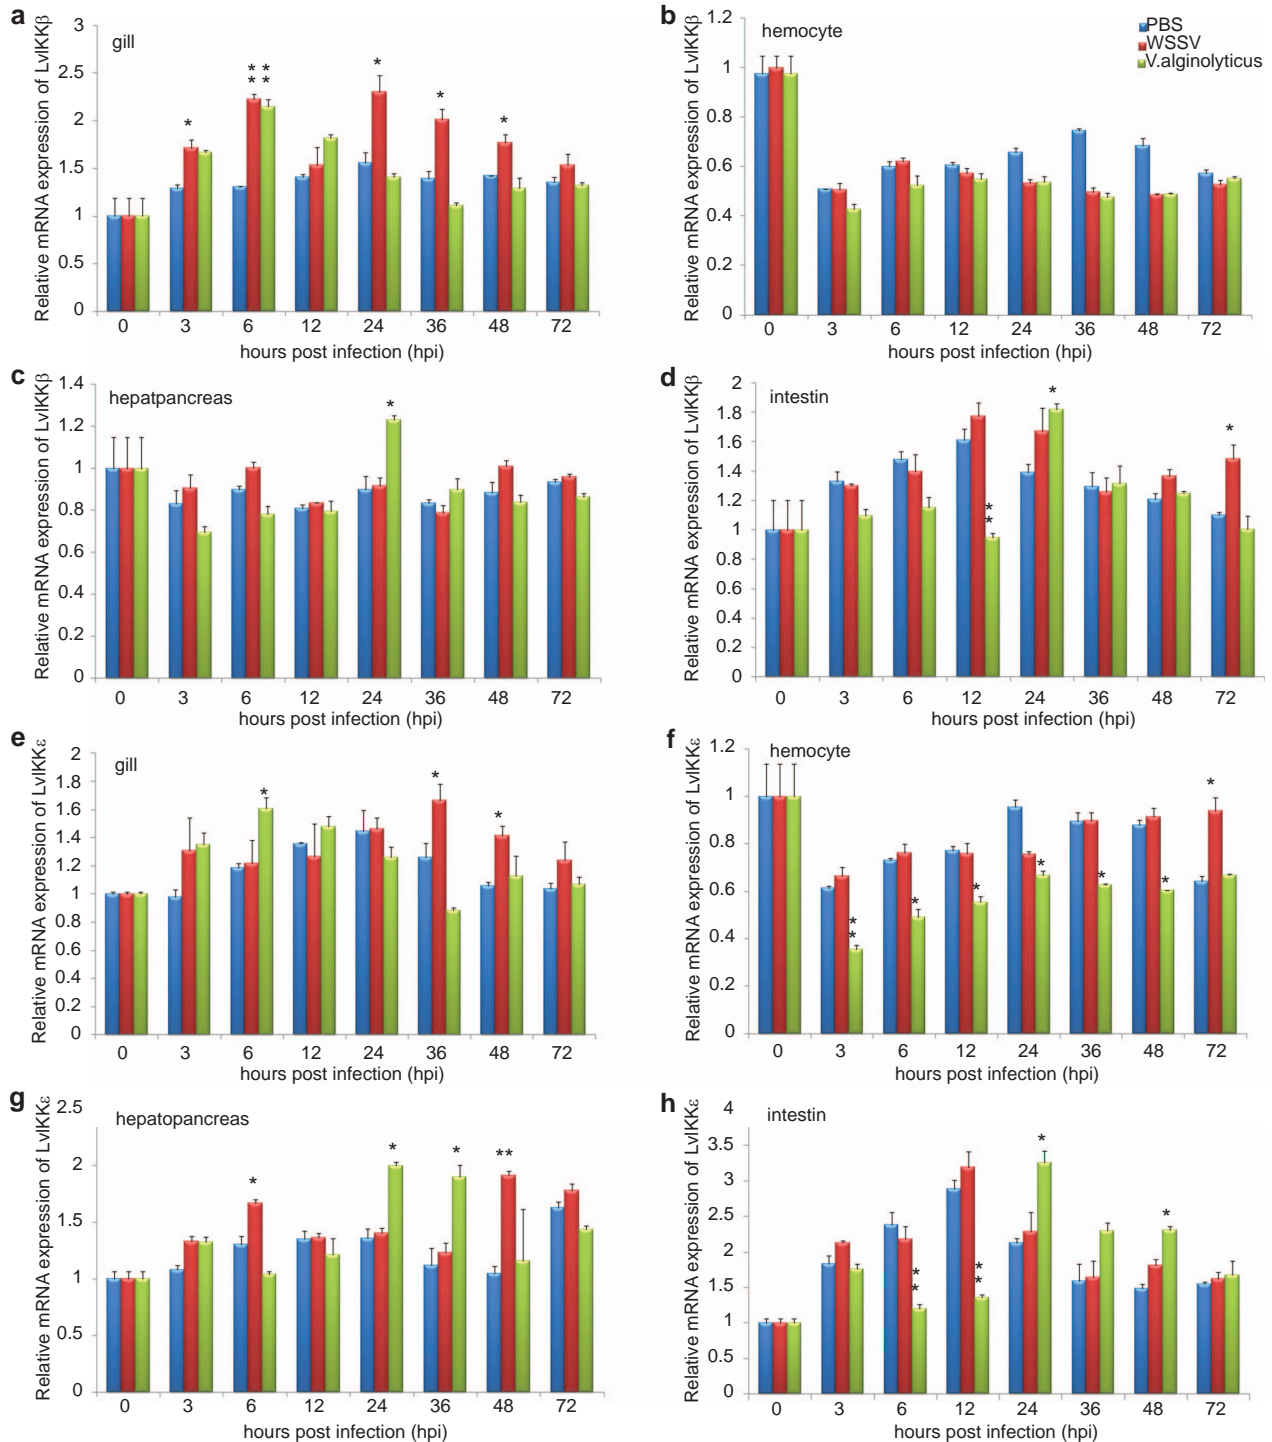 a
Relative mRNA expression of LvIKKβ
gill
3
2.5
2
1.5
1
0.5
0
*
* *
* *
*
*
*
0 3 6 12 24 36 48 72
hours post infection (hpi)
b
Relative mRNA expression of LvIKKβ
hemocyte
PBS
WSSV
V.alginolyticus
1.2
1
0.8
0.6
0.4
0.2
0
0 3 6 12 24 36 48 72
hours post infection (hpi)
c
Relative mRNA expression of LvIKKβ
hepatpancreas
1.4
1.2
1
0.8
0.6
0.4
0.2
0
*
0 3 6 12 24 36 48 72
hours post infection (hpi)
d
Relative mRNA expression of LvIKKβ
intestin
2
1.8
1.6
1.4
1.2
1
0.8
0.6
0.4
0.2
0
*
*
*
*
0 3 6 12 24 36 48 72
hours post infection (hpi)
e
Relative mRNA expression of LvIKKε
gill
2
1.8
1.6
1.4
1.2
1
0.8
0.6
0.4
0.2
0
*
*
*
0 3 6 12 24 36 48 72
hours post infection (hpi)
f
Relative mRNA expression of LvIKKε
hemocyte
1.2
1
0.8
0.6
0.4
0.2
0
*
*
*
*
*
*
*
*
0 3 6 12 24 36 48 72
hours post infection (hpi)
g
Relative mRNA expression of LvIKKε
hepatopancreas
2.5
2
1.5
1
0.5
0
*
*
*
**
0 3 6 12 24 36 48 72
hours post infection (hpi)
h
Relative mRNA expression of LvIKKε
intestin
4
3.5
3
2.5
2
1.5
1
0.5
0
*
*
*
*
*
*
0 3 6 12 24 36 48 72
hours post infection (hpi)